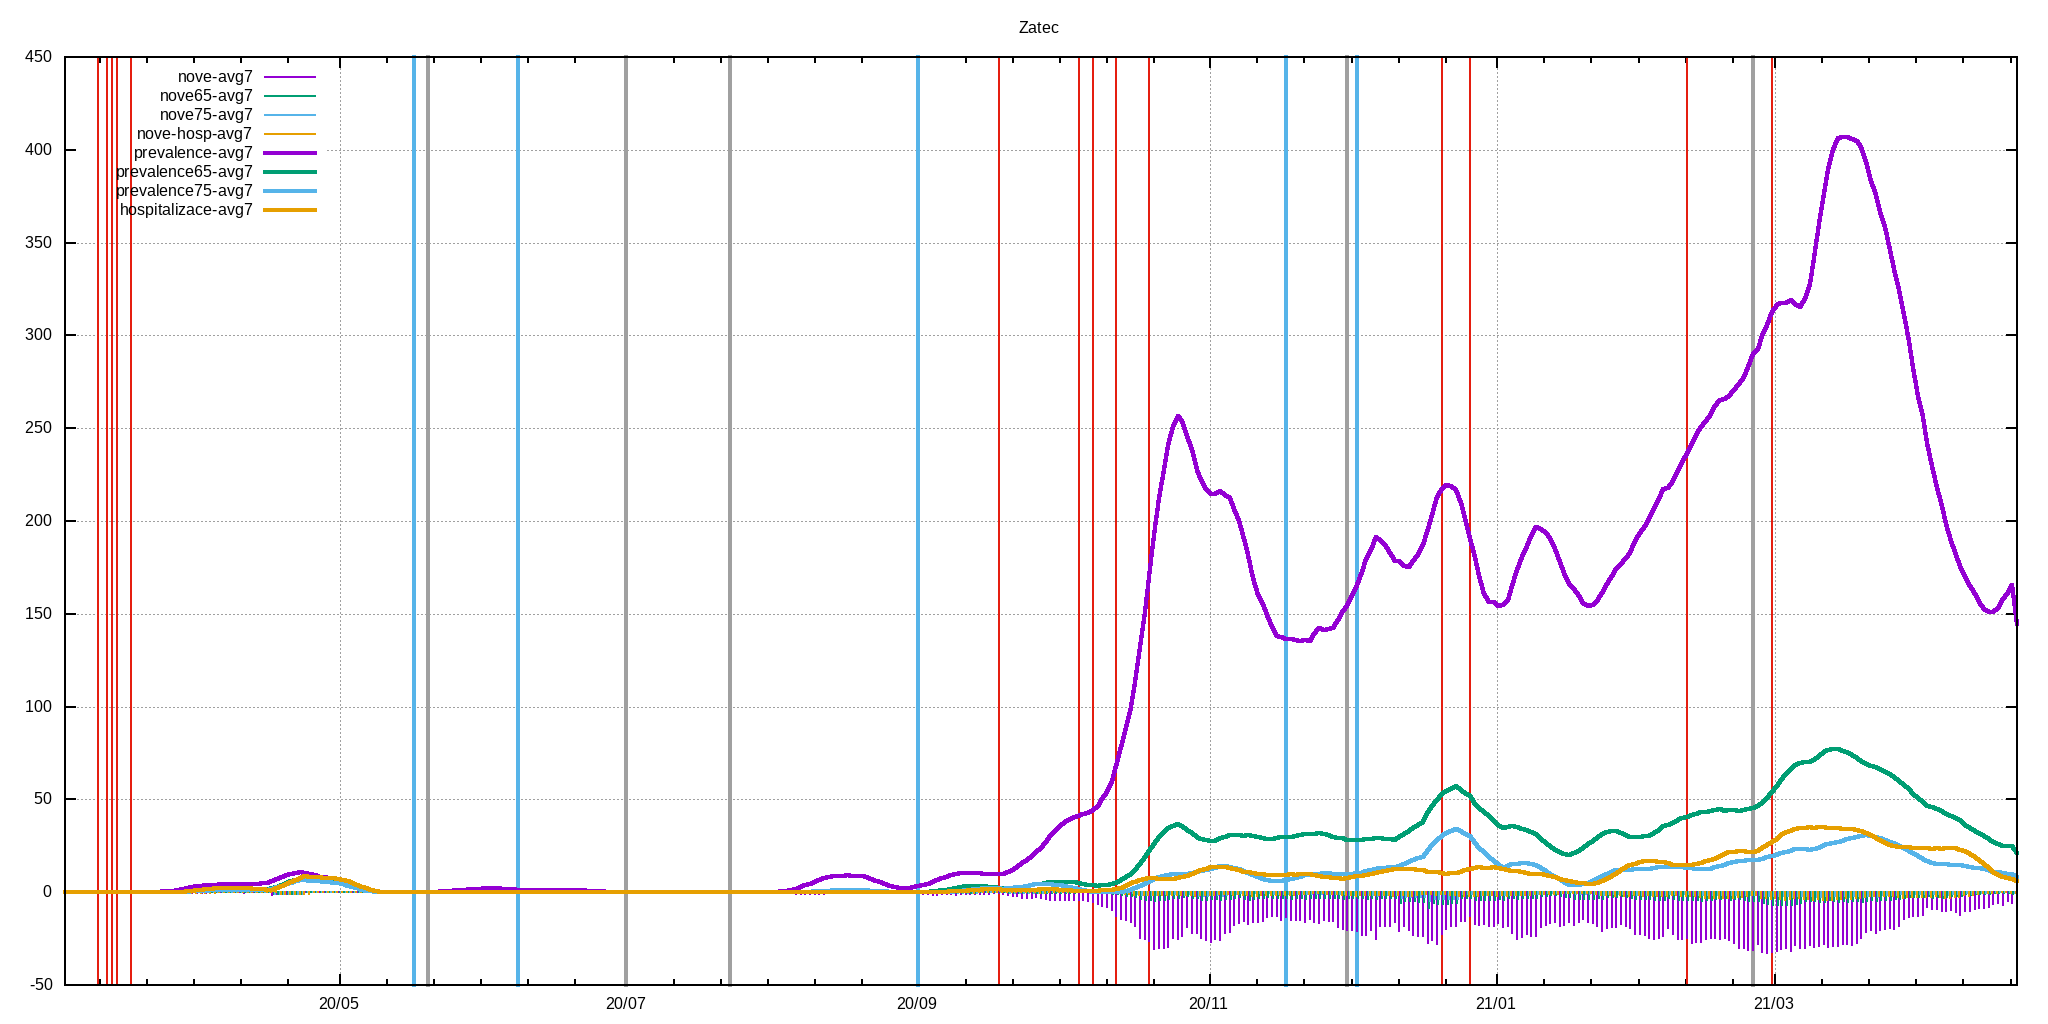 Zatec
450
400
350
300
250
200
150
100
50
0
-50
nove-avg7
nove65-avg7
nove75-avg7
nove-hosp-avg7
prevalence-avg7
prevalence65-avg7
prevalence75-avg7
hospitalizace-avg7
20/05
20/07
20/09
20/11
21/01
21/03